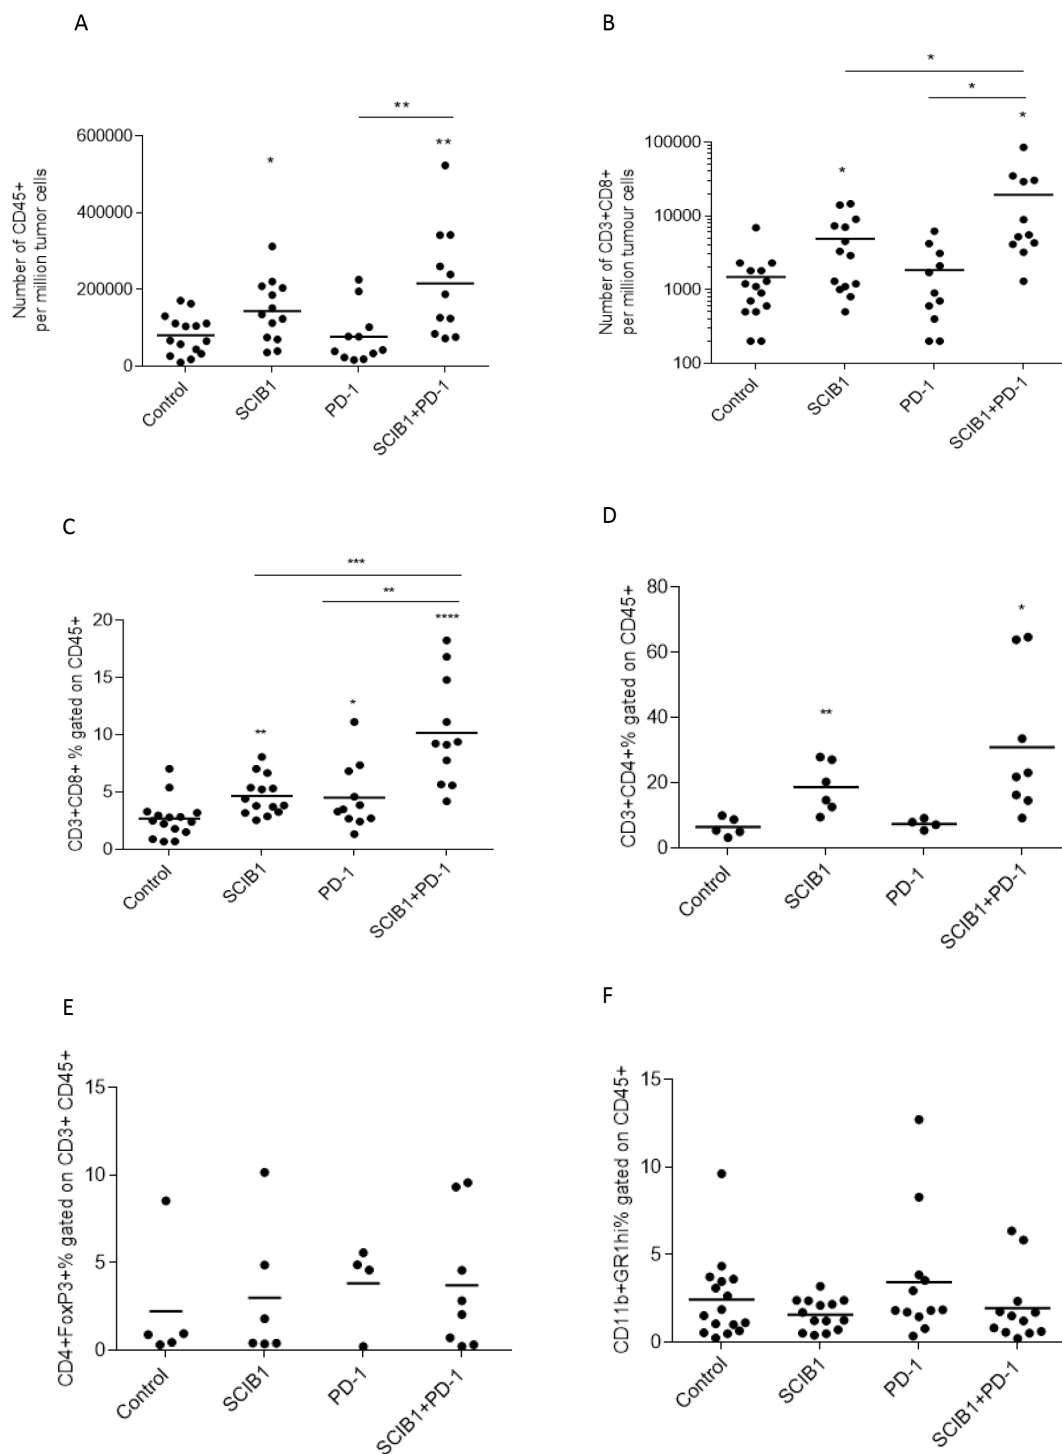 A
**
600000
**
*
400000
200000
0
Number of CD45+
per million tumor cells
Control
SCIB1
PD-1
SCIB1+PD-1
B
*
*
*
100000
*
10000
1000
100
Number of CD3+CD8+
per million tumour cells
Control
SCIB1
PD-1
SCIB1+PD-1
C
***
**
****
20
*
15
**
10
5
0
CD3+CD8+ % gated on CD45+
Control
SCIB1
PD-1
SCIB1+PD-1
D
80
*
60
**
40
20
0
CD3+CD4+% gated on CD45+
Control
SCIB1
PD-1
SCIB1+PD-1
E
15
10
5
0
CD4+FoxP3+% gated on CD3+ CD45+
Control
SCIB1
PD-1
SCIB1+PD-1
F
15
10
5
0
CD11b+GR1hi% gated on CD45+
Control
SCIB1
PD-1
SCIB1+PD-1